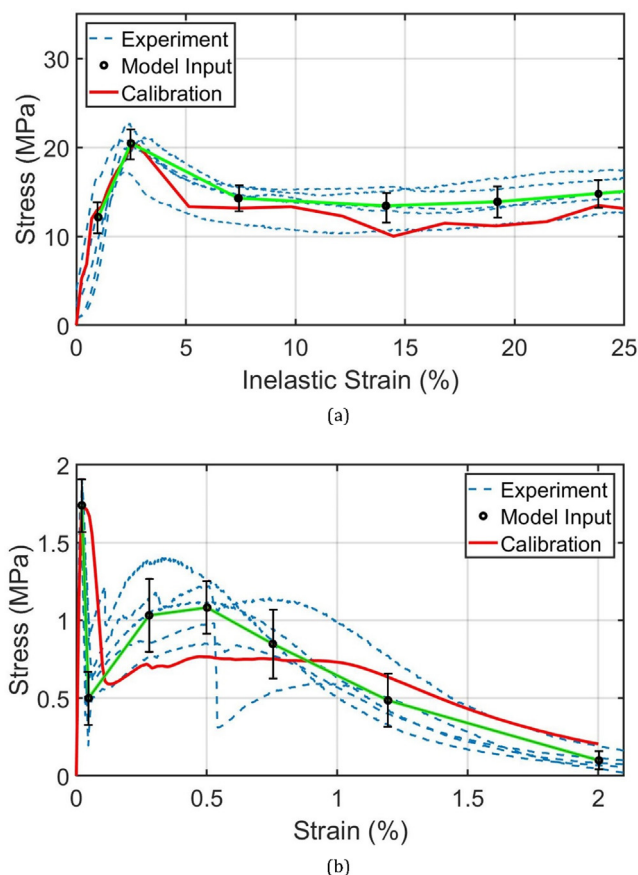 Experiment
Model Input
Calibration
30
20
10
0
Stress (MPa)
0 5 10 15 20 25
Inelastic Strain (%)
(a)
Experiment
Model Input
Calibration
2
1.5
1
0.5
0
Stress (MPa)
0 0.5 1 1.5 2
Strain (%)
(b)